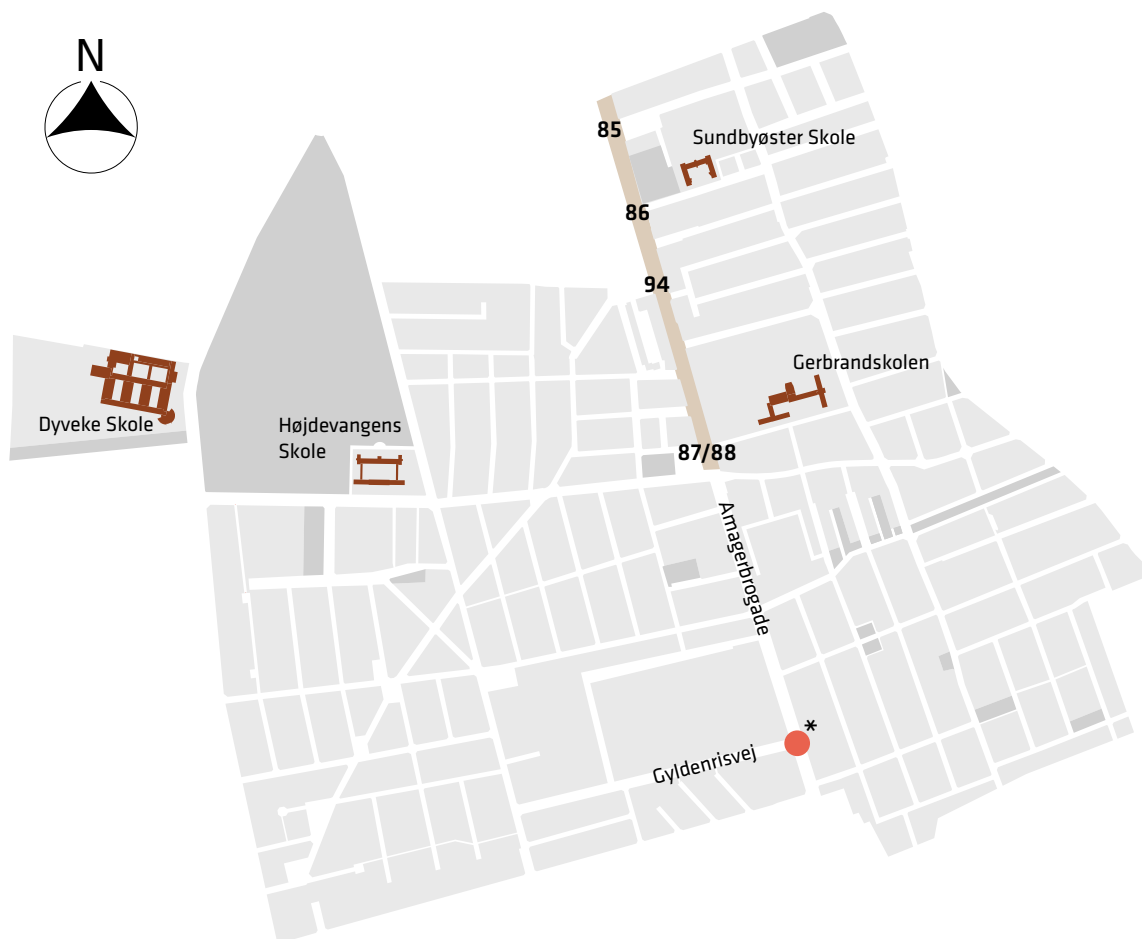 N
85
Sundbyøster Skole
86
94
Gerbrandskolen
Dyveke Skole
Højdevangens
Skole
87/88
Amagerbrogade
*
Gyldenrisvej